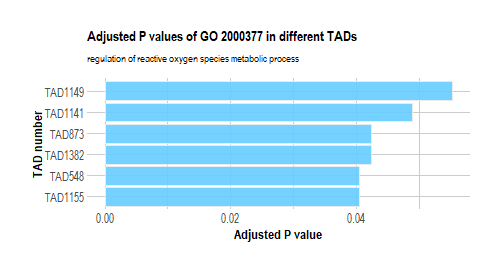 Adjusted P values of GO 2000377 in different TADs
regulation of reactive oxygen species metabolic process
TAD number
TAD1149
TAD1141
TAD873
TAD1382
TAD548
TAD1155
0.00 0.02 0.04
Adjusted P value